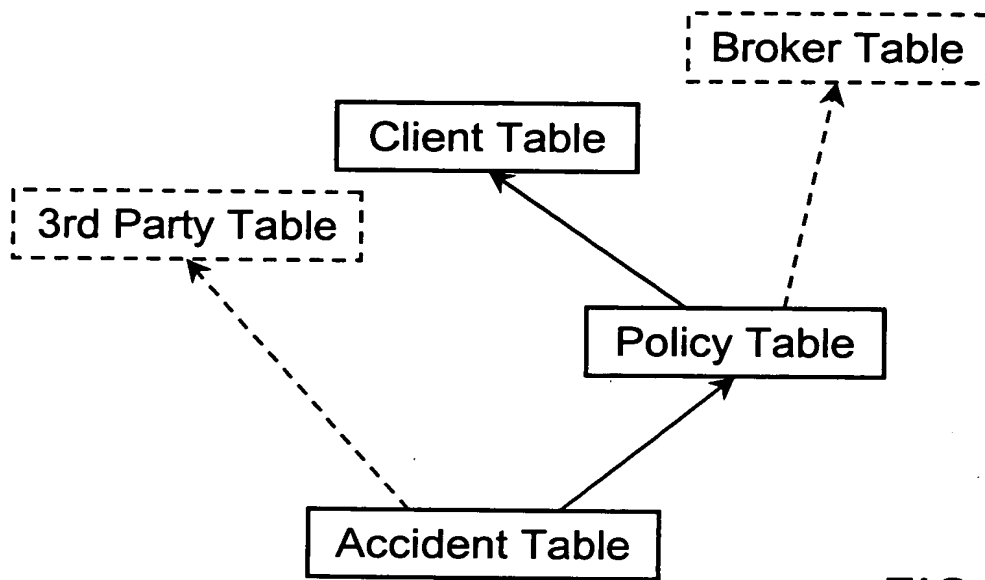 Broker Table
Client Table
3rd Party Table
Policy Table
Accident Table